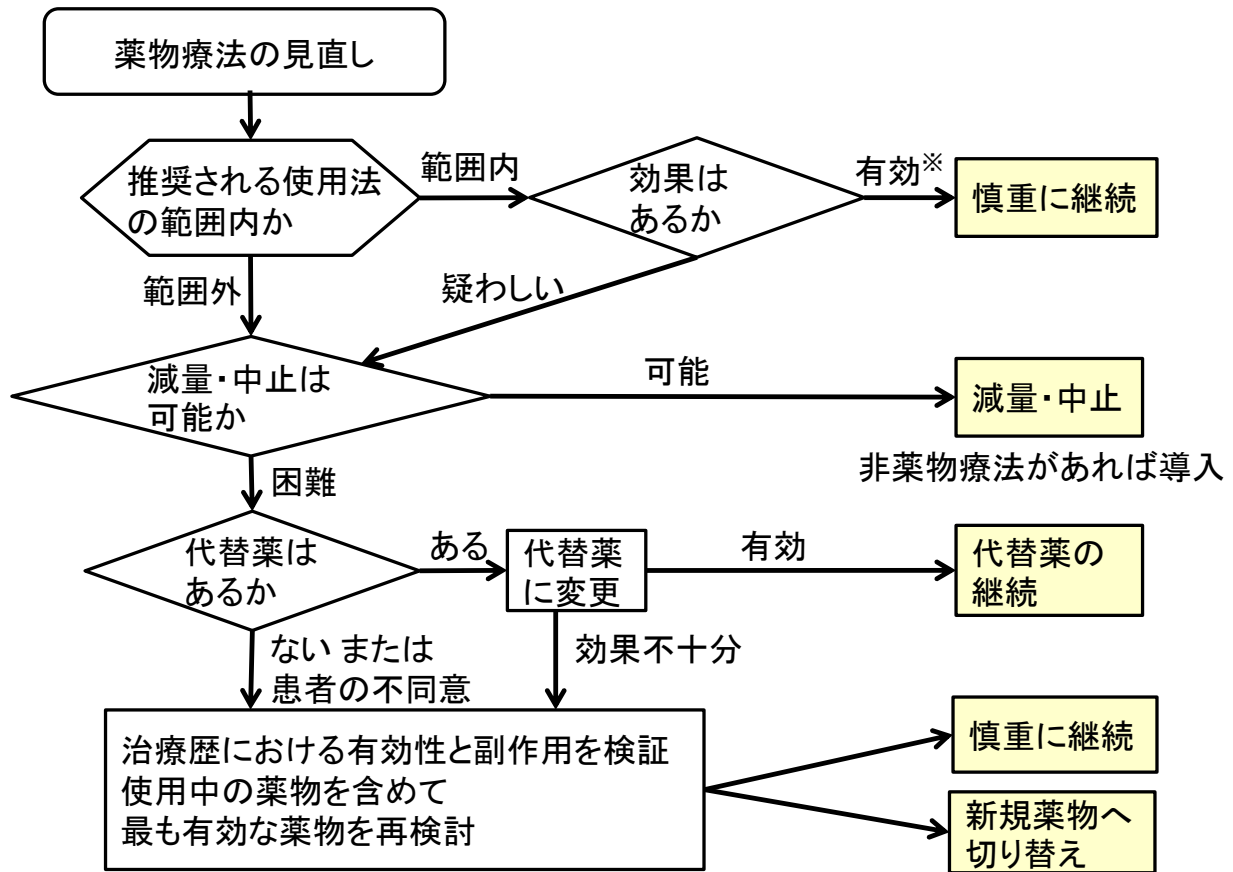 薬物療法の見直し
推奨される使用法
の範囲内か
範囲内
効果は
あるか
有効※
慎重に継続
範囲外
疑わしい
減量・中止は
可能か
可能
減量・中止
非薬物療法があれば導入
困難
代替薬は
あるか
ある
代替薬
に変更
有効
代替薬の
継続
ない または
患者の不同意
効果不十分
治療歴における有効性と副作用を検証
使用中の薬物を含めて
最も有効な薬物を再検討
慎重に継続
新規薬物へ
切り替え